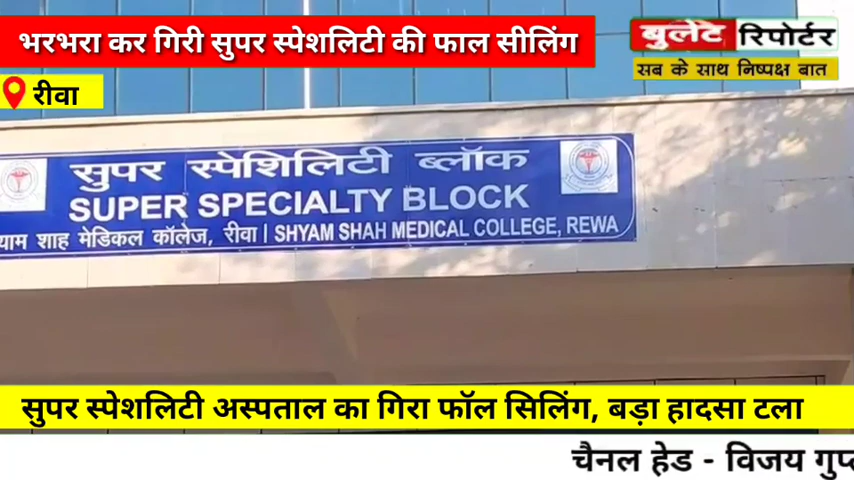 भरभरा कर गिरी सुपर स्पेशलिटी की फाल सीलिंग
बुलेट रिपोर्टर
सब के साथ निष्पक्ष बात
रीवा
सुपर स्पेशिलिटी ब्लॉक
SUPER SPECIALTY BLOCK
शाह मेडिकल कॉलेज, रीवा | SHYAM SHAH MEDICAL COLLEGE, REWA
सुपर स्पेशलिटी अस्पताल का गिरा फॉल सिलिंग, बड़ा हादसा टला
चैनल हेड - विजय